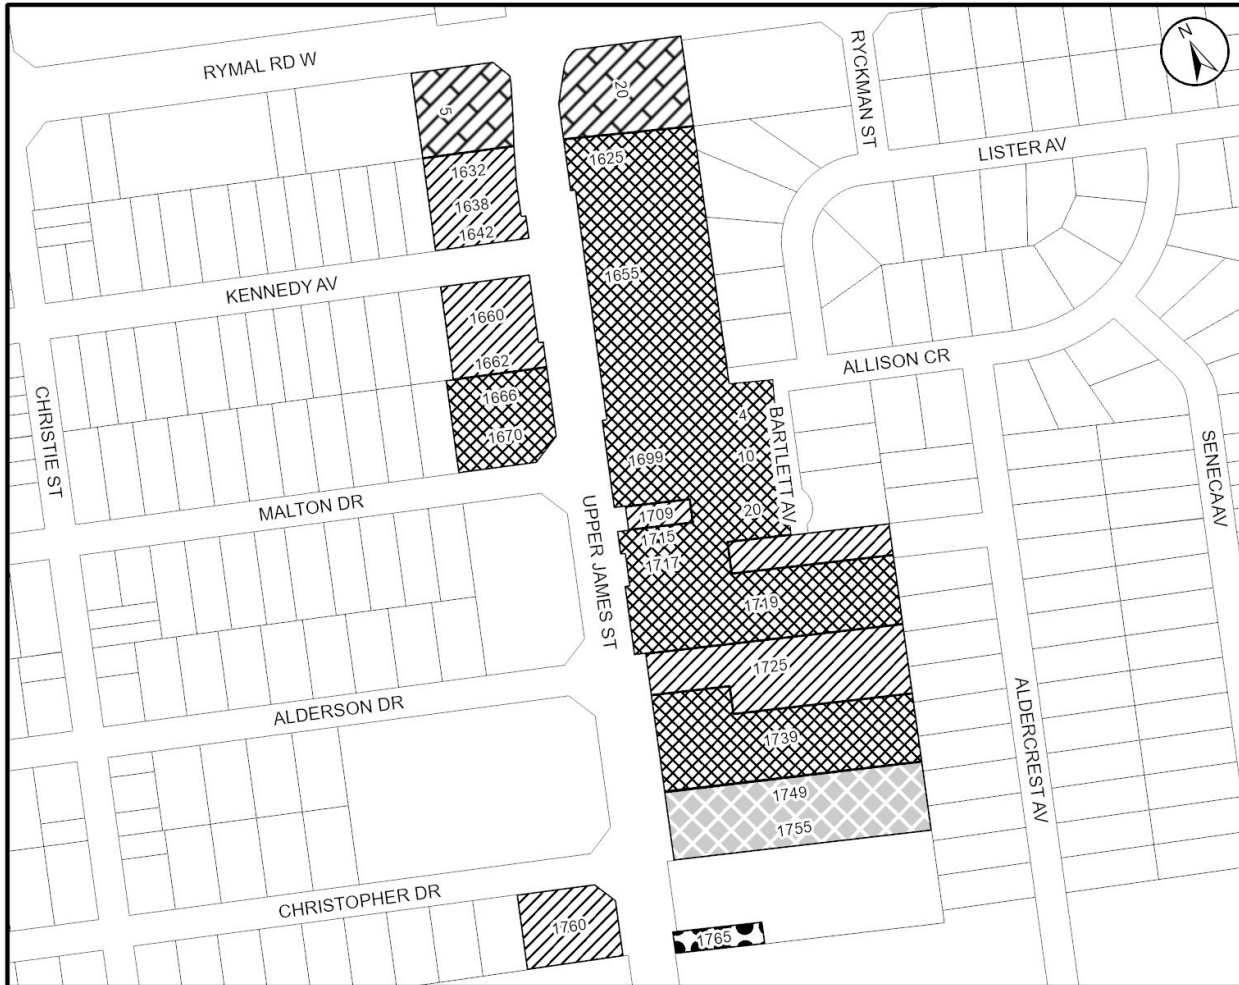 RYMAL RD W
RYCKMAN ST
N
5
20
LISTER AV
1632
1625
1638
1642
1655
KENNEDY AV
1660
1662
ALLISON CR
1666
4
CHRISTIE ST
BARTLETT AV
1670
1699
10
SENECA AV
MALTON DR
UPPER JAMES ST
1709
20
1715
1717
1719
1725
ALDERSON DR
ALDERCREST AV
1739
1749
1755
CHRISTOPHER DR
1760
1765